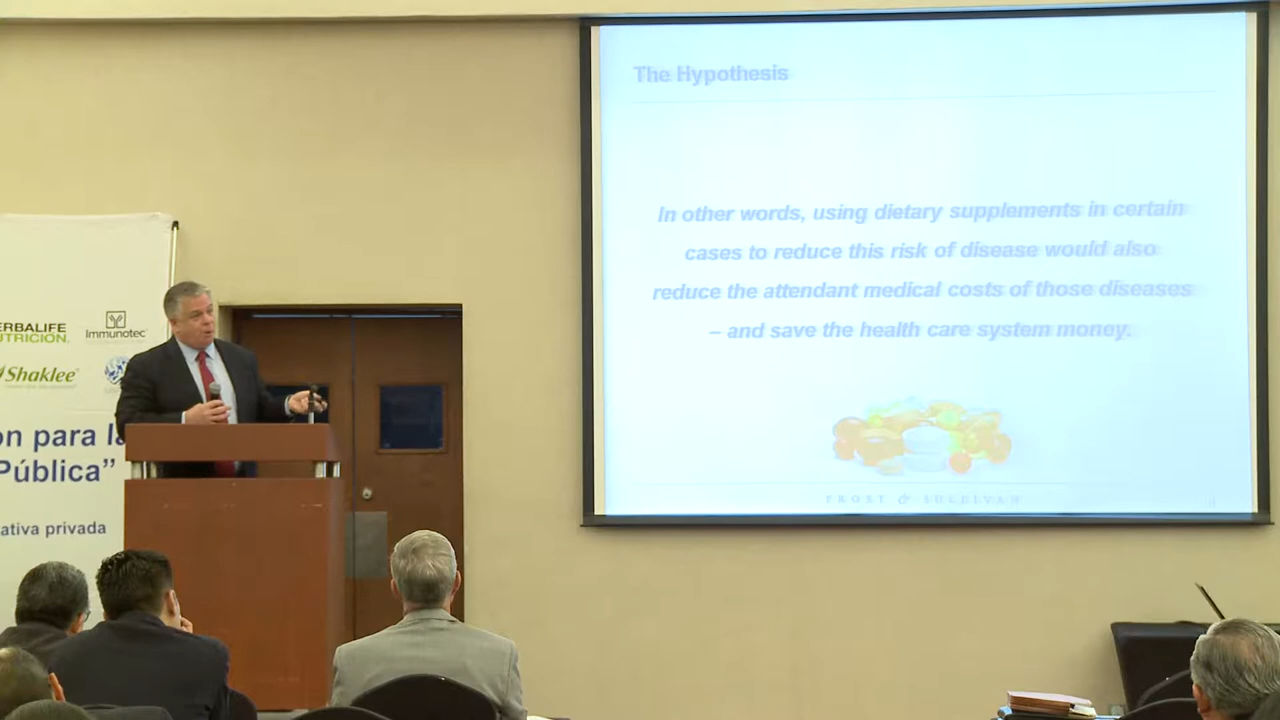 The Hypothesis
In other words, using dietary supplements in certain
cases to reduce this risk of disease would also
reduce the attendant medical costs of those diseases
– and save the health care system money.
FROST & SULLIVAN
ERBALIFE
UTRICION.
Immunotec
Shaklee
on para la
Pública”
ativa privada